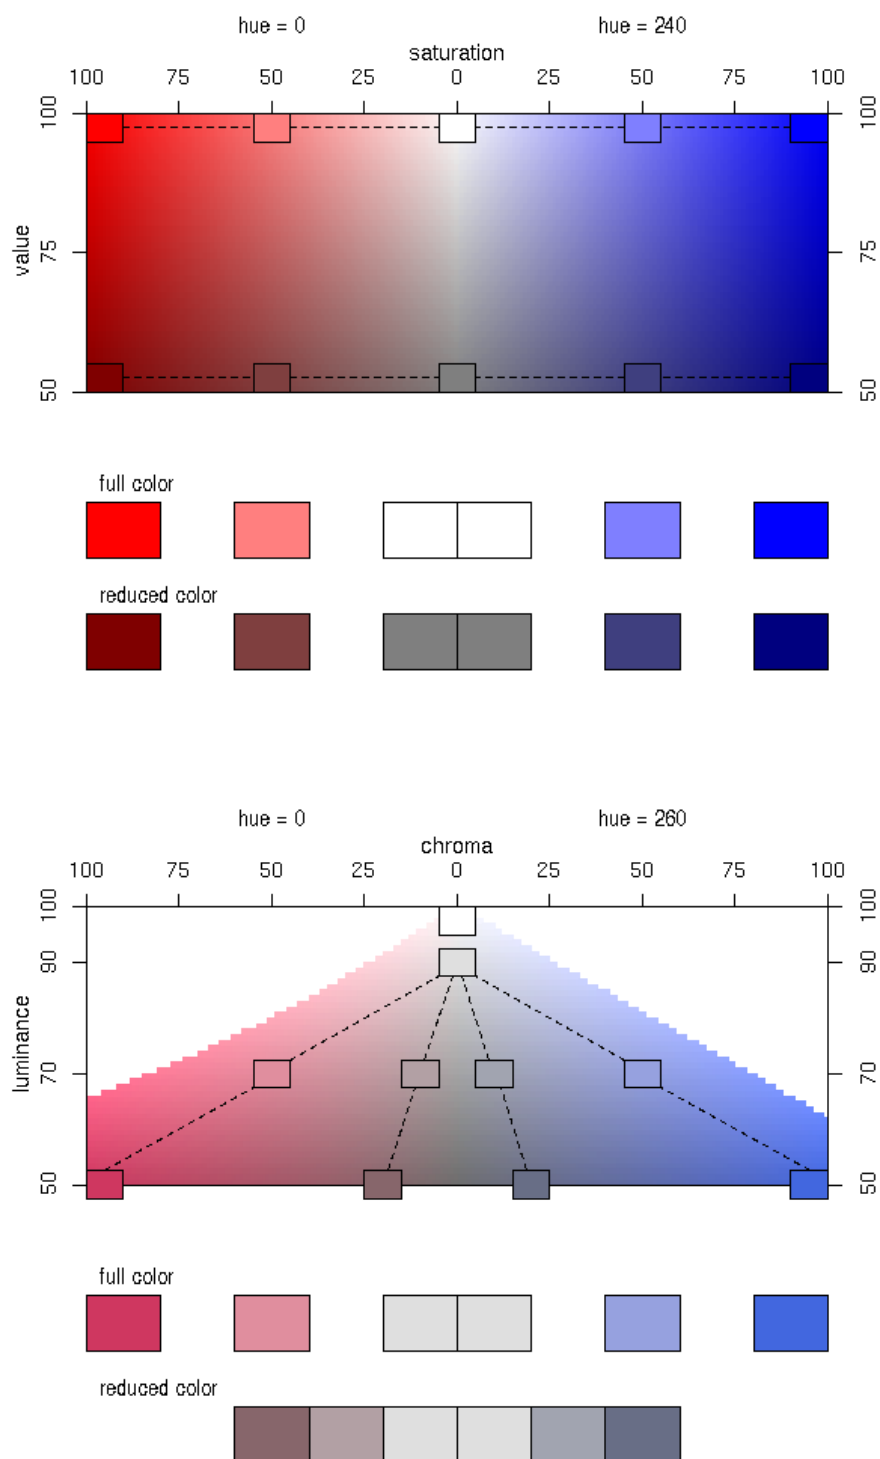 hue = 0 hue = 240
saturation
100 75 50 25 0 25 50 75 100
100 100
value
75 75
50 50
full color
reduced color
hue = 0 hue = 260
chroma
100 75 50 25 0 25 50 75 100
100 100
90 90
luminance
70 70
50 50
full color
reduced color